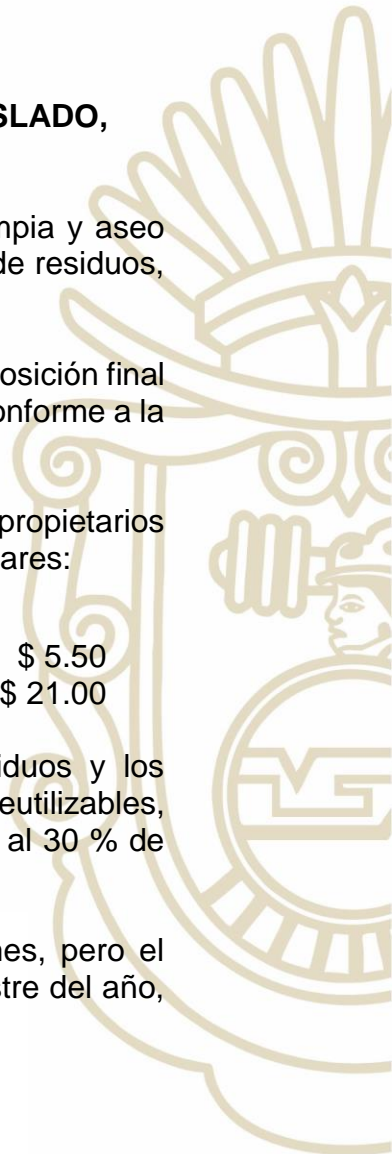 SLADO,
mpia y aseo
de residuos,
osición final
onforme a la
propietarios
ares:
$ 5.50
$ 21.00
iduos y los
eutilizables,
al 30 % de
nes, pero el
stre del año,